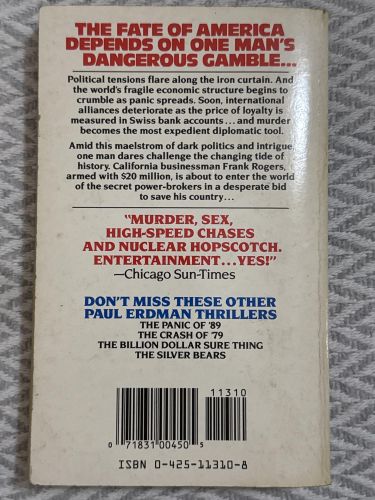 THE FATE OF AMERICA
DEPENDS ON ONE MAN'S
DANGEROUS GAMBLE...
Political tensions flare along the iron curtain. And
the world's fragile economic structure begins to
crumble as panic spreads. Soon, international
alliances deteriorate as the price of loyalty is
measured in Swiss bank accounts...and murder
becomes the most expedient diplomatic tool.
Amid this maelstrom of dark politics and intrigue,
one man dares challenge the changing tide of
history. California businessman Frank Rogers,
armed with $20 million, is about to enter the world
of the secret power-brokers in a desperate bid
to save his country...
"MURDER, SEX,
HIGH-SPEED CHASES
AND NUCLEAR HOPSCOTCH.
ENTERTAINMENT...YES!"
—Chicago Sun-Times
DON'T MISS THESE OTHER
PAUL ERDMAN THRILLERS
THE PANIC OF '89
THE CRASH OF '79
THE BILLION DOLLAR SURE THING
THE SILVER BEARS
11310
0 71831 00450 5
ISBN 0-425-11310-8